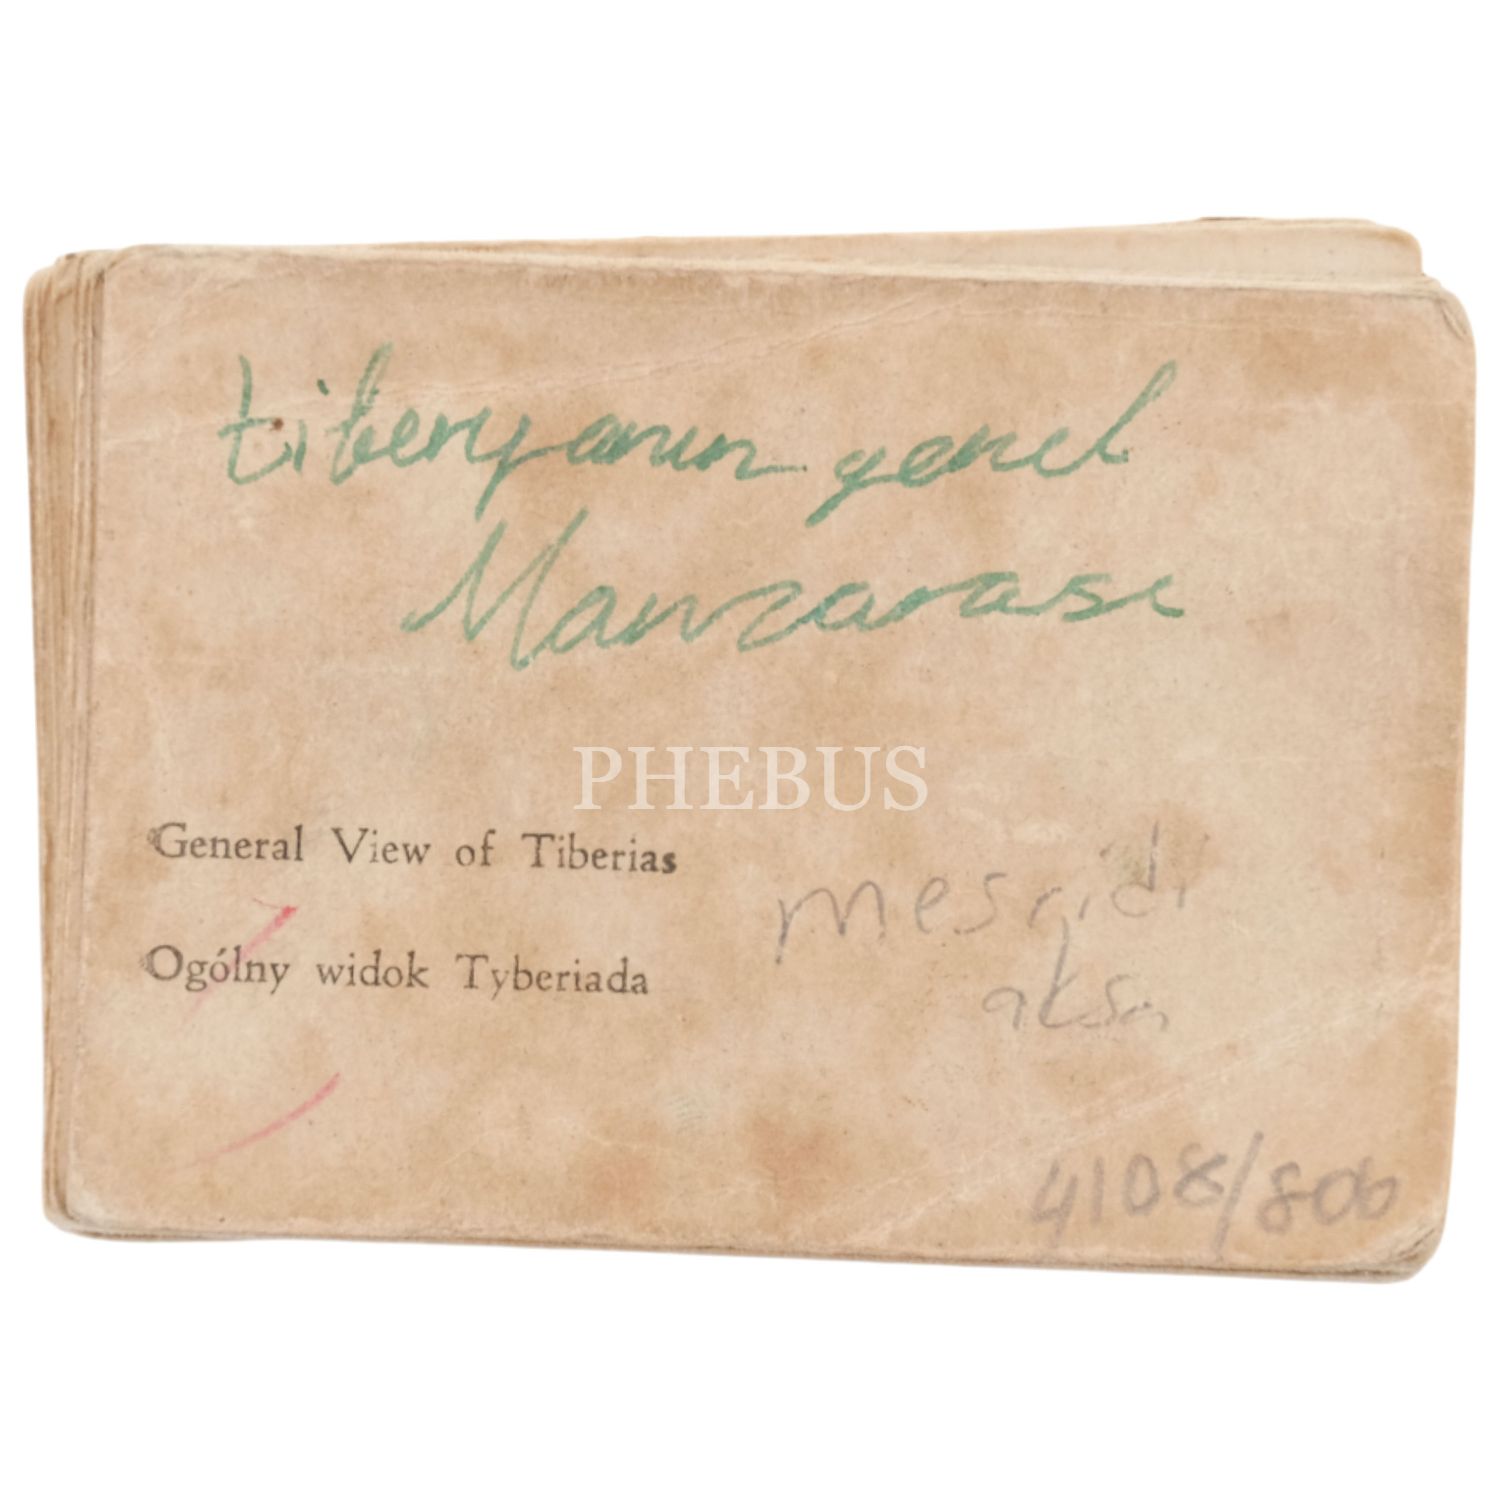 tiberyanın genel
Manzarası
PHEBUS
General View of Tiberias
Ogólny widok Tyberiada
mescidi
aksa
4108/806